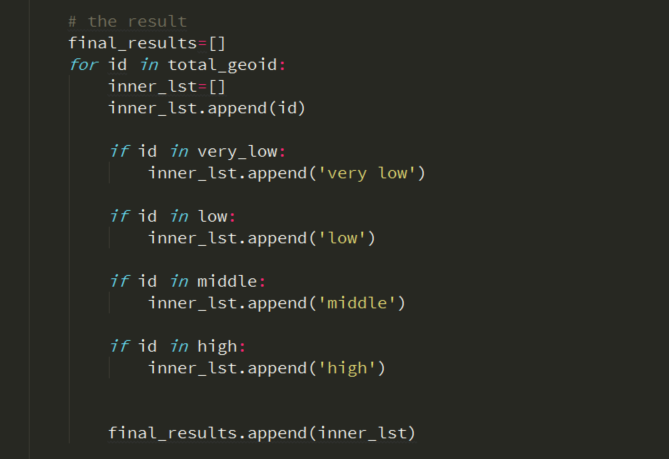 # the result
final_results=[]
for id in total_geoid:
inner_lst=[]
inner_lst.append(id)
if id in very_low:
inner_lst.append('very low')
if id in low:
inner_lst.append('low')
if id in middle:
inner_lst.append('middle')
if id in high:
inner_lst.append('high')
final_results.append(inner_lst)